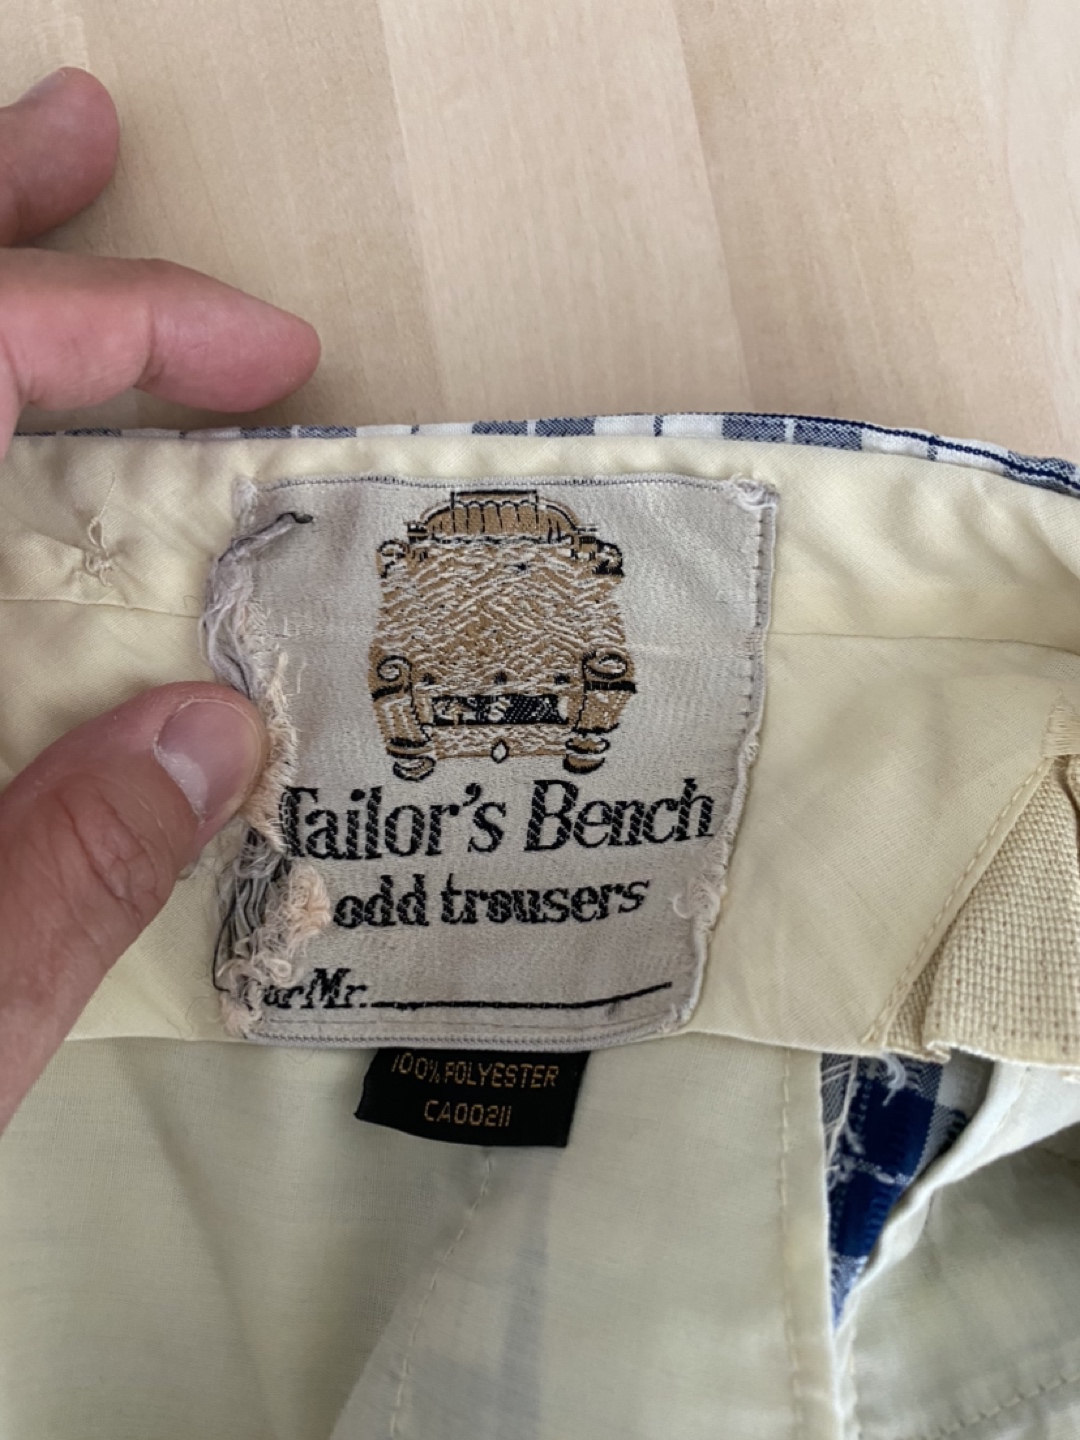 Tailor's Bench
odd trousers
Mr.
100% POLYESTER
CA00211